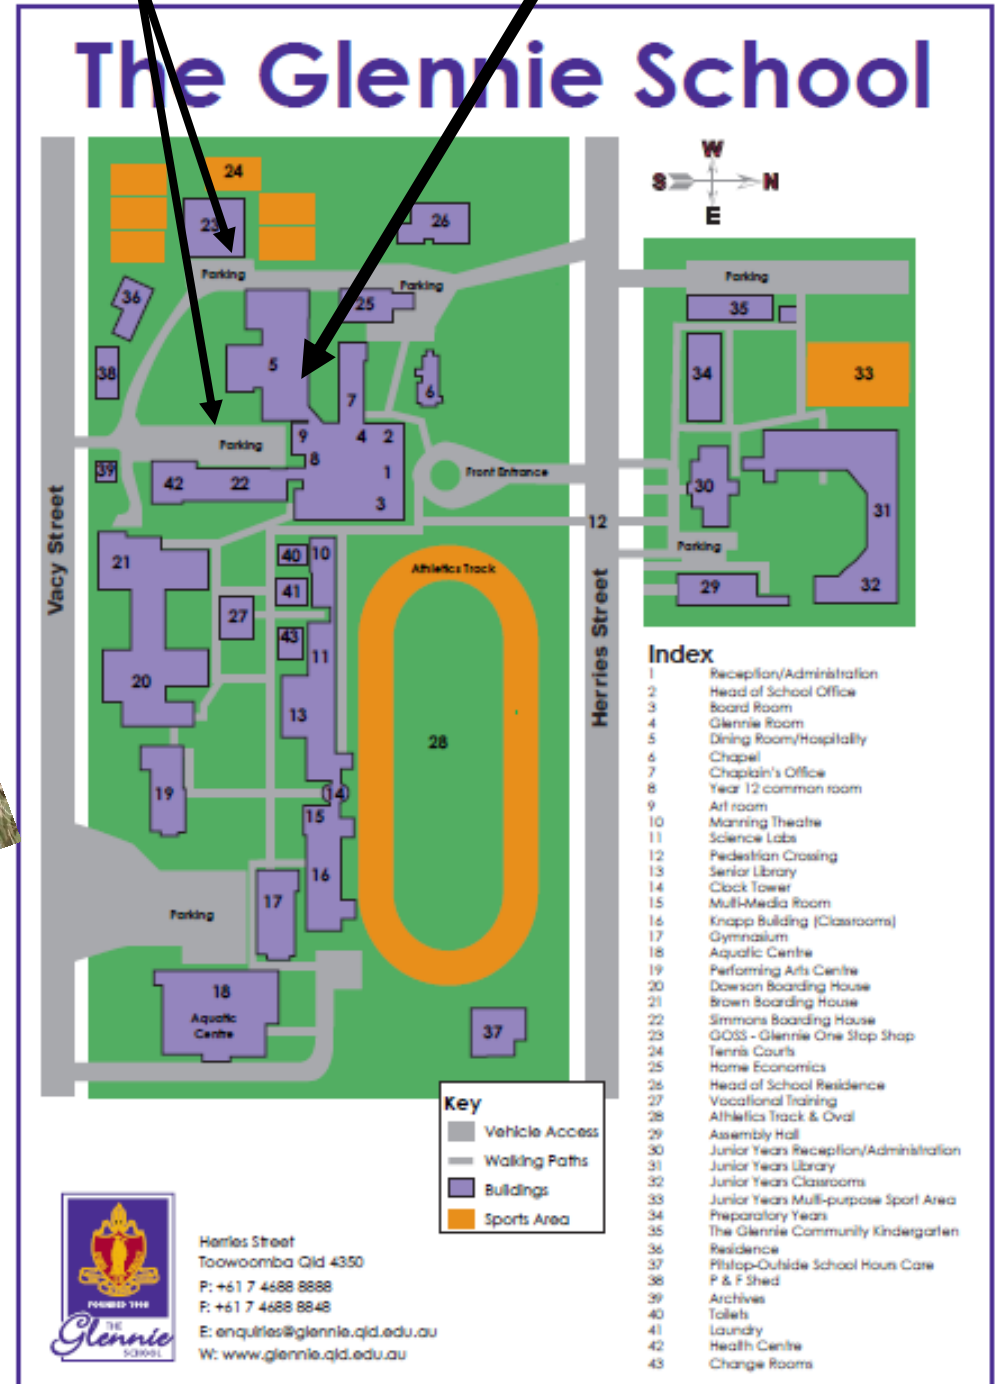 The Glennie School
W
S N
E
24
23
26
Parking
Parking
Parking
36
25
35
5
38
34
33
6
7
9
4
2
Parking
8
39
1
Front Entrance
42
22
30
3
31
12
Vacy Street
21
40
10
Parking
Athletics Track
41
29
32
27
43
11
Herries Street
20
13
28
19
14
15
16
17
Parking
18
Aquatic
Centre
37
Index
1 Reception/Administration
2 Head of School Office
3 Board Room
4 Glennie Room
5 Dining Room/Hospitality
6 Chapel
7 Chaplain's Office
8 Year 12 common room
9 Art room
10 Manning Theatre
11 Science Labs
12 Pedestrian Crossing
13 Senior Library
14 Clock Tower
15 Multi-Media Room
16 Knapp Building (Classrooms)
17 Gymnasium
18 Aquatic Centre
19 Performing Arts Centre
20 Dowson Boarding House
21 Brown Boarding House
22 Simmons Boarding House
23 GOSS - Glennie One Stop Shop
24 Tennis Courts
25 Home Economics
26 Head of School Residence
27 Vocational Training
28 Athletics Track & Oval
29 Assembly Hall
30 Junior Years Reception/Administration
31 Junior Years Library
32 Junior Years Classrooms
33 Junior Years Multi-purpose Sport Area
34 Preparatory Years
35 The Glennie Community Kindergarten
36 Residence
37 Pitstop-Outside School Hours Care
38 P & F Shed
39 Archives
40 Toilets
41 Laundry
42 Health Centre
43 Change Rooms
Key
Vehicle Access
Walking Paths
Buildings
Sports Area
FOUNDED 1908
THE
Glennie
SCHOOL
Herries Street
Toowoomba Qld 4350
P: +61 7 4688 8888
F: +61 7 4688 8848
E: enquiries@glennie.qld.edu.au
W: www.glennie.qld.edu.au